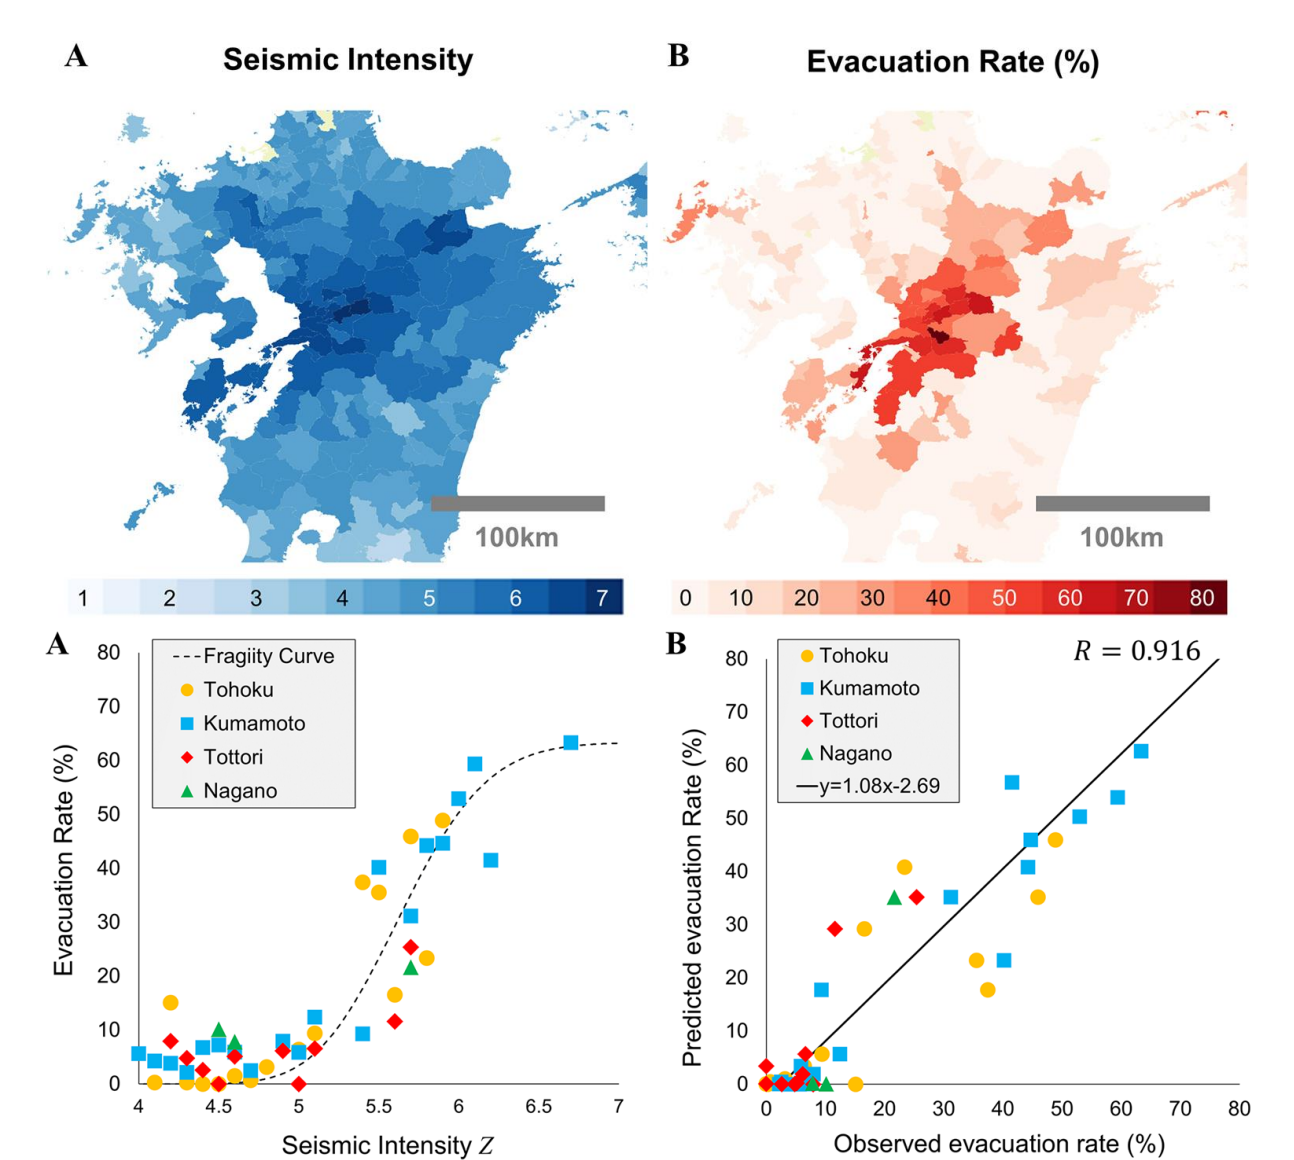 A
Seismic Intensity
B
Evacuation Rate (%)
100km
100km
1 2 3 4 5 6 7
0 10 20 30 40 50 60 70 80
A
Evacuation Rate (%)
80
70
60
50
40
30
20
10
0
Fragiity Curve
Tohoku
Kumamoto
Tottori
Nagano
4 4.5 5 5.5 6 6.5 7
Seismic Intensity Z
B
R = 0.916
Predicted evacuation Rate (%)
80
70
60
50
40
30
20
10
0
Tohoku
Kumamoto
Tottori
Nagano
y=1.08x-2.69
0 10 20 30 40 50 60 70 80
Observed evacuation rate (%)